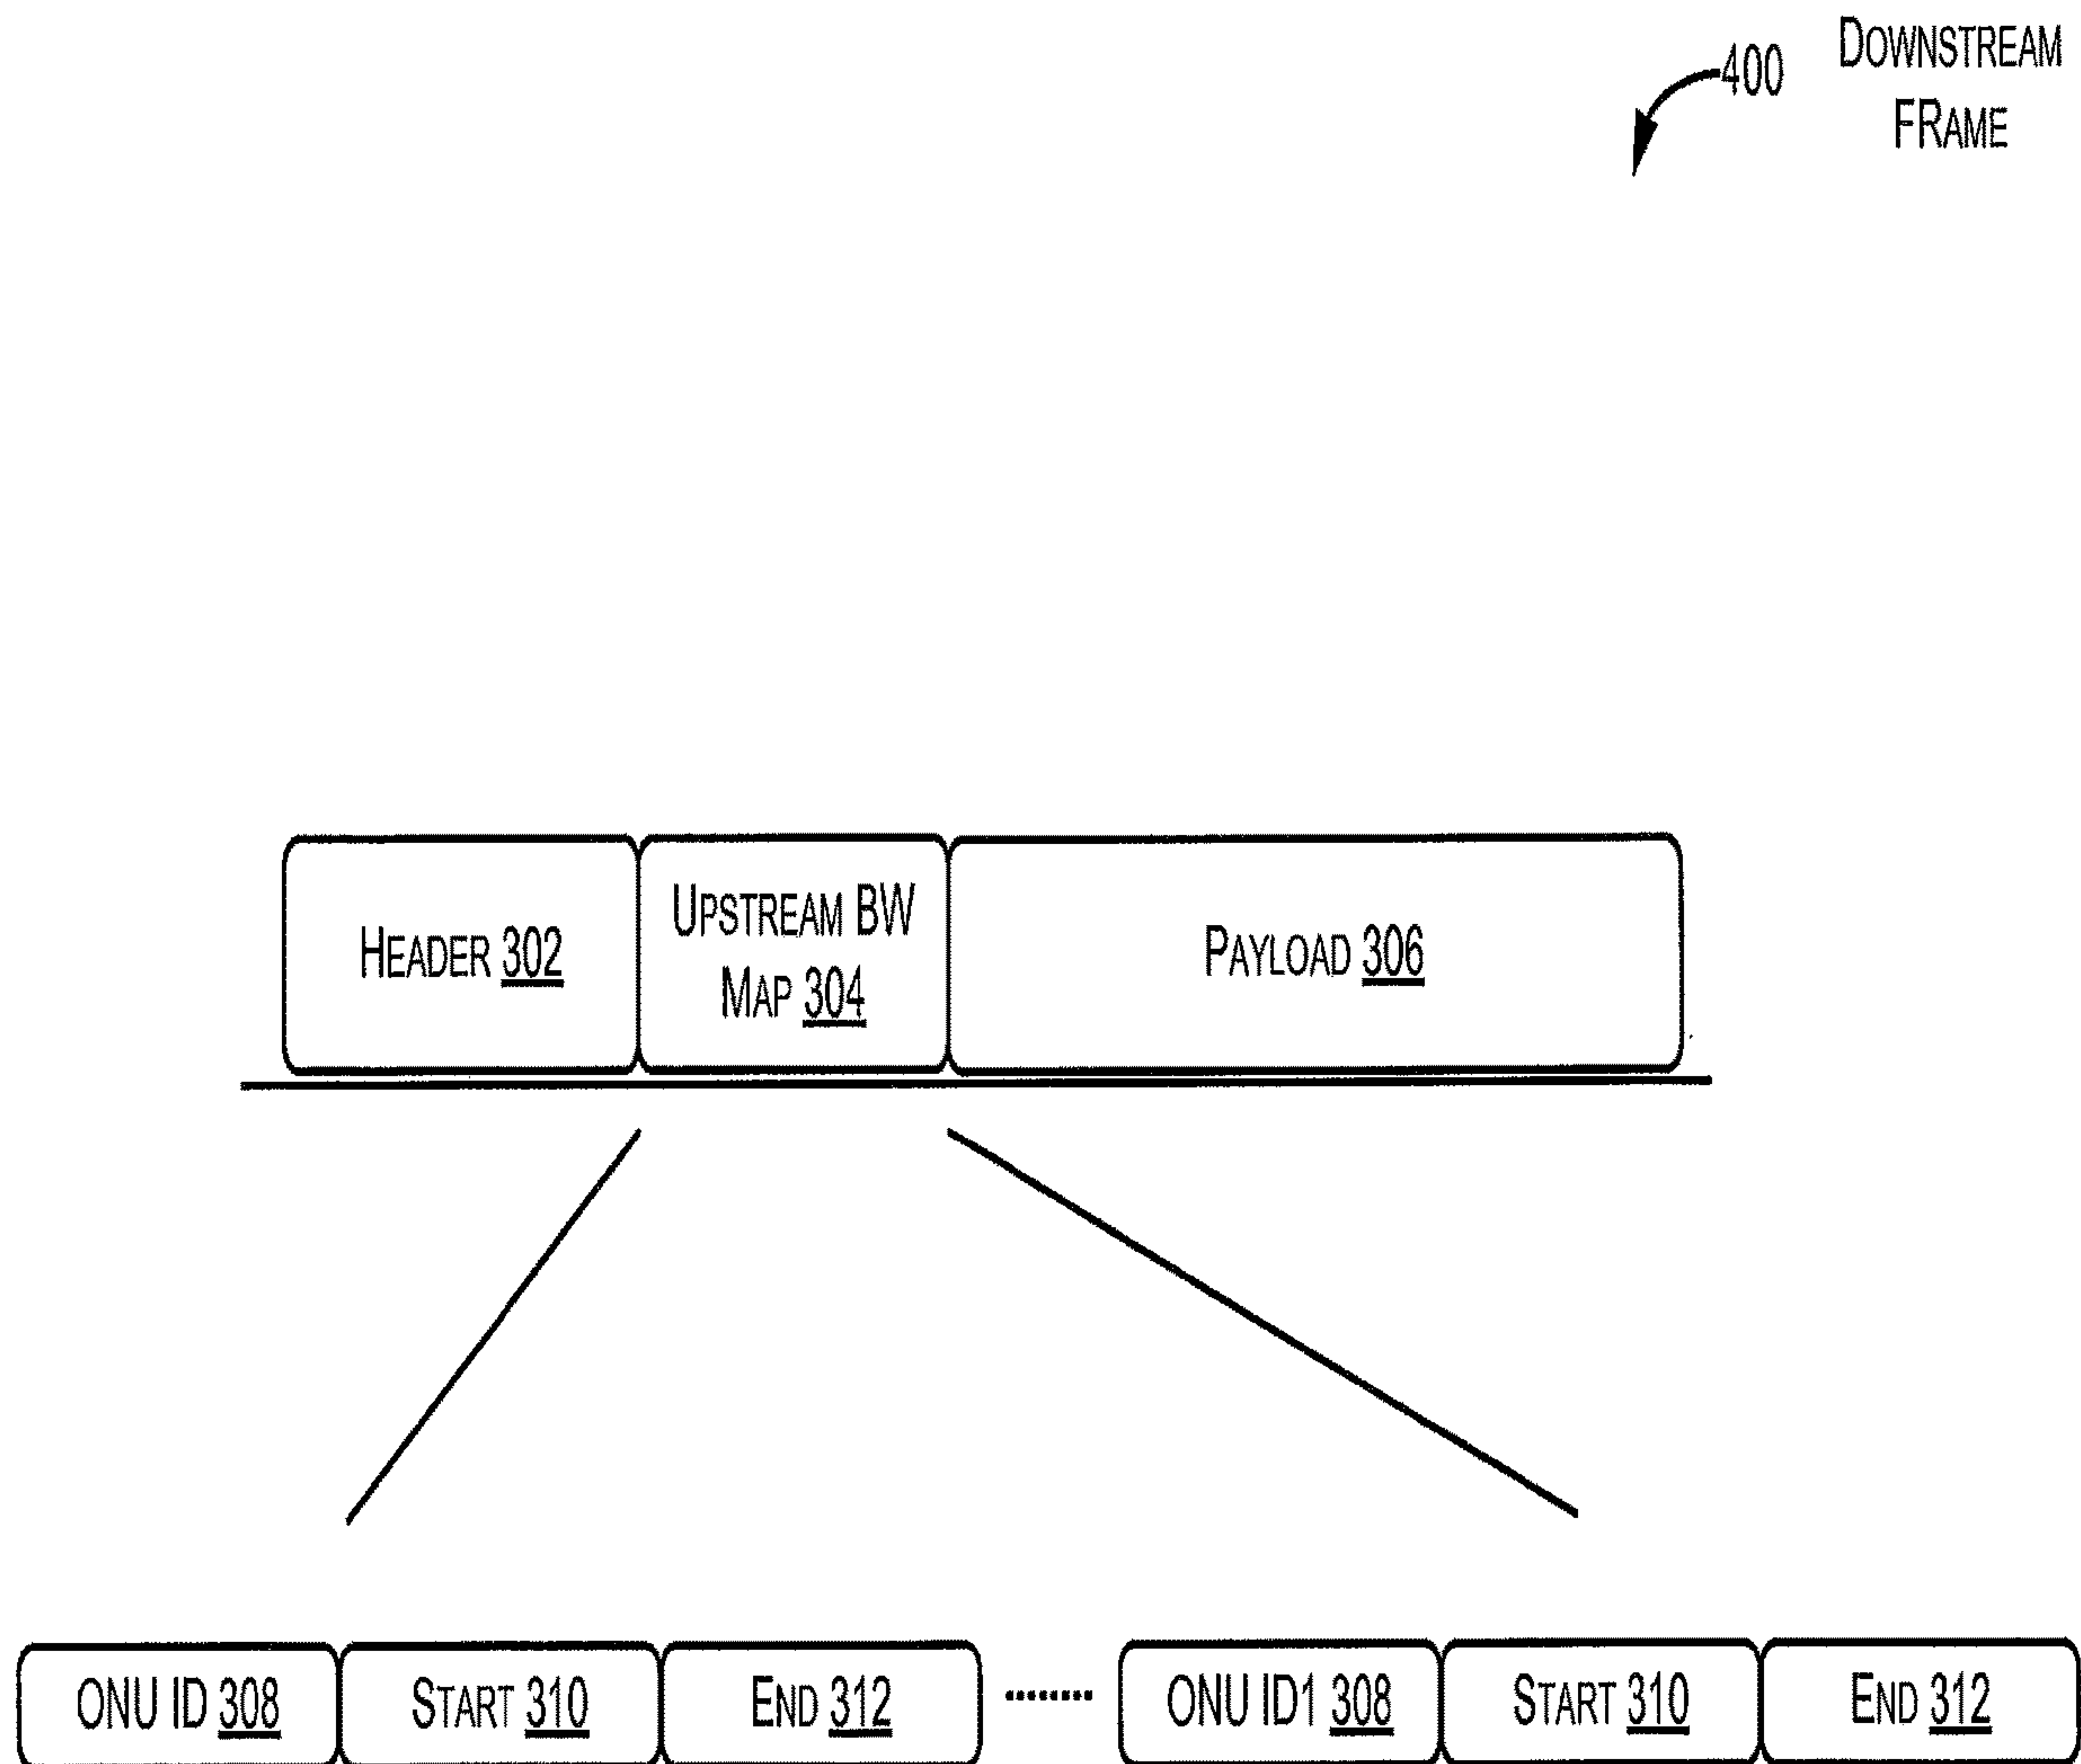 400
DOWNSTREAM
FRAME
HEADER 302
UPSTREAM BW
MAP 304
PAYLOAD 306
ONU ID 308
START 310
END 312
ONU ID1 308
START 310
END 312